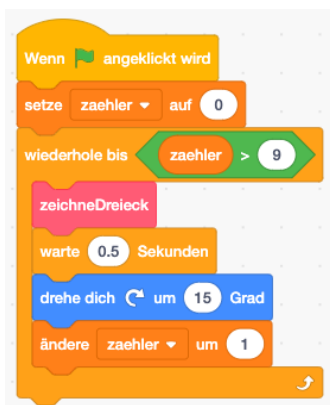 Wenn angeklickt wird
setze zaehler auf 0
wiederhole bis zaehler > 9
zeichneDreieck
warte 0.5 Sekunden
drehe dich um 15 Grad
ändere zaehler um 1